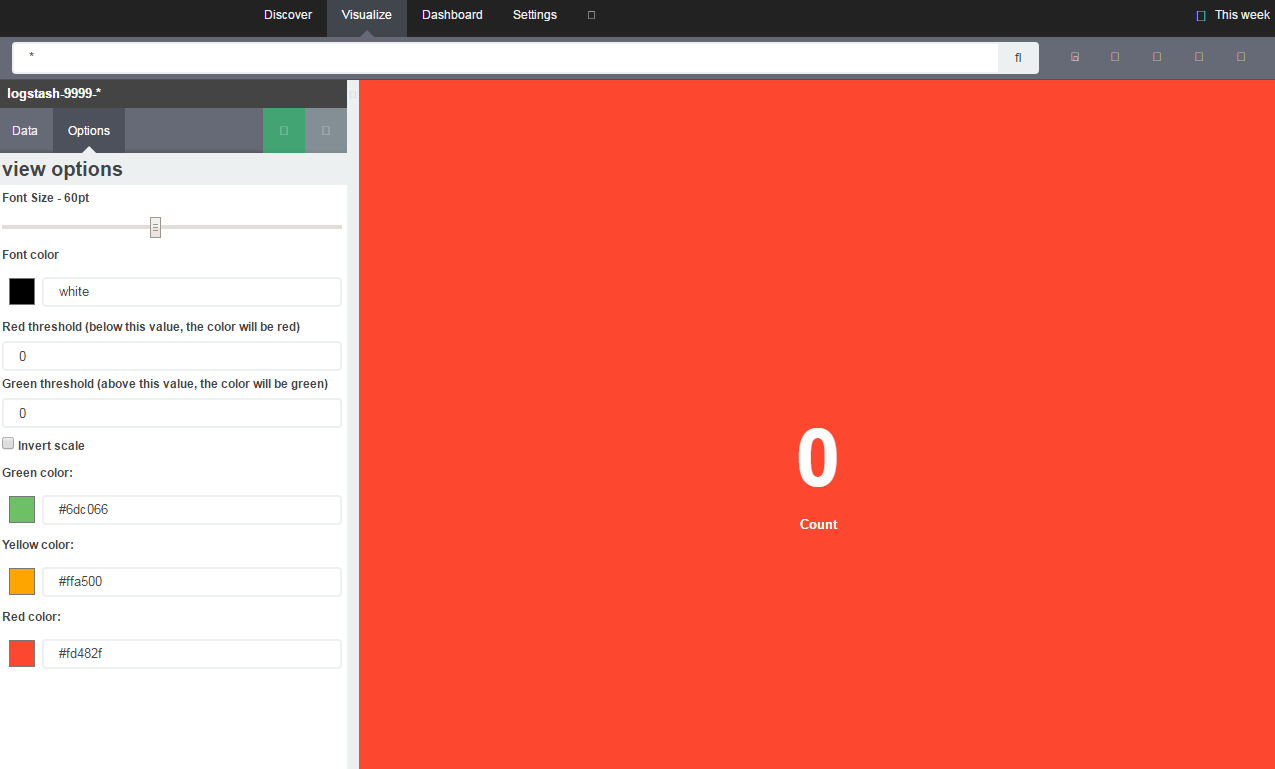 Discover Visualize Dashboard Settings This week
* fl
logstash-9999-*
Data Options
view options
Font Size - 60pt
Font color
white
Red threshold (below this value, the color will be red)
0
Green threshold (above this value, the color will be green)
0
Invert scale
Green color:
#6dc066
Yellow color:
#ffa500
Red color:
#fd482f
0
Count